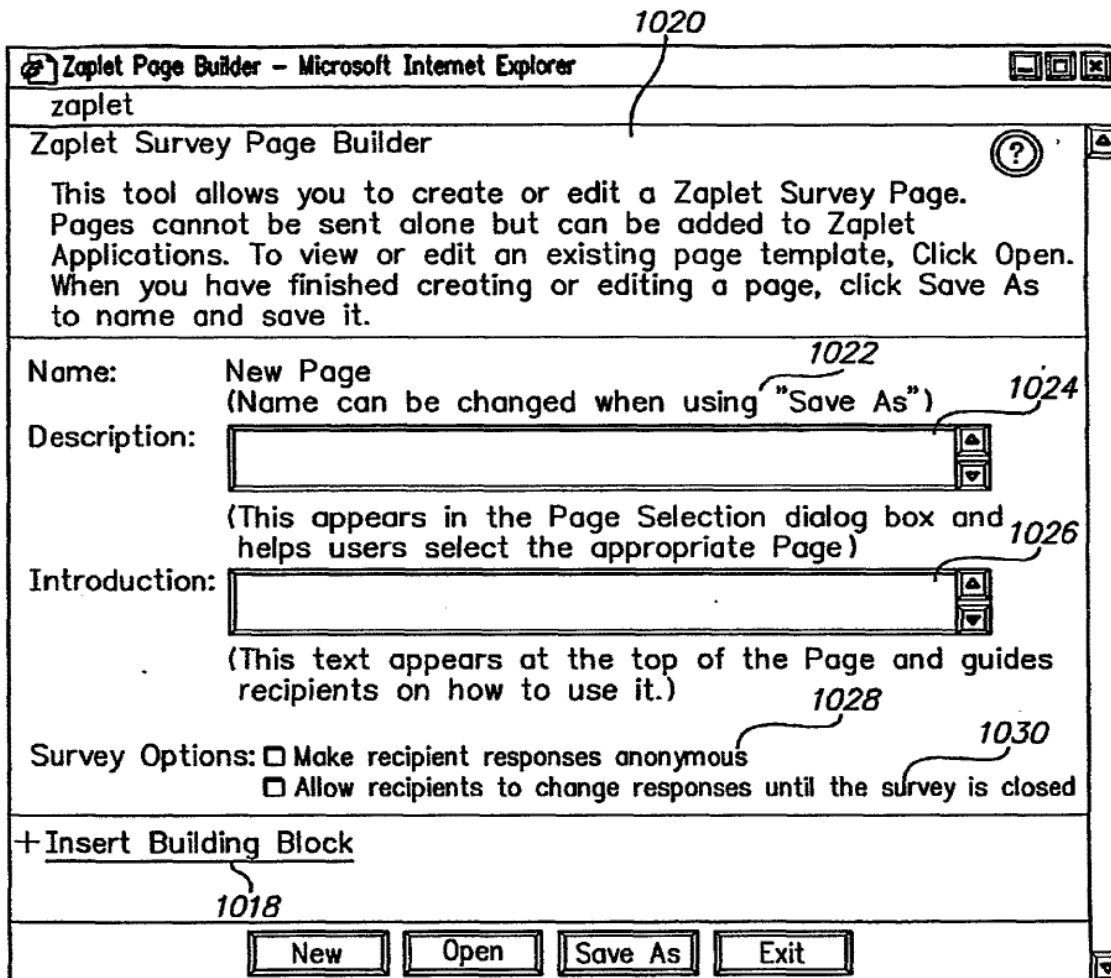 1020
Zaplet Page Builder – Microsoft Internet Explorer
zaplet
Zaplet Survey Page Builder
?
This tool allows you to create or edit a Zaplet Survey Page.
Pages cannot be sent alone but can be added to Zaplet
Applications. To view or edit an existing page template, Click Open.
When you have finished creating or editing a page, click Save As
to name and save it.
1022
Name: New Page
(Name can be changed when using "Save As")
1024
Description:
(This appears in the Page Selection dialog box and
helps users select the appropriate Page)
1026
Introduction:
(This text appears at the top of the Page and guides
recipients on how to use it.)
1028
Survey Options: Make recipient responses anonymous
1030
Allow recipients to change responses until the survey is closed
+Insert Building Block
1018
New Open Save As Exit